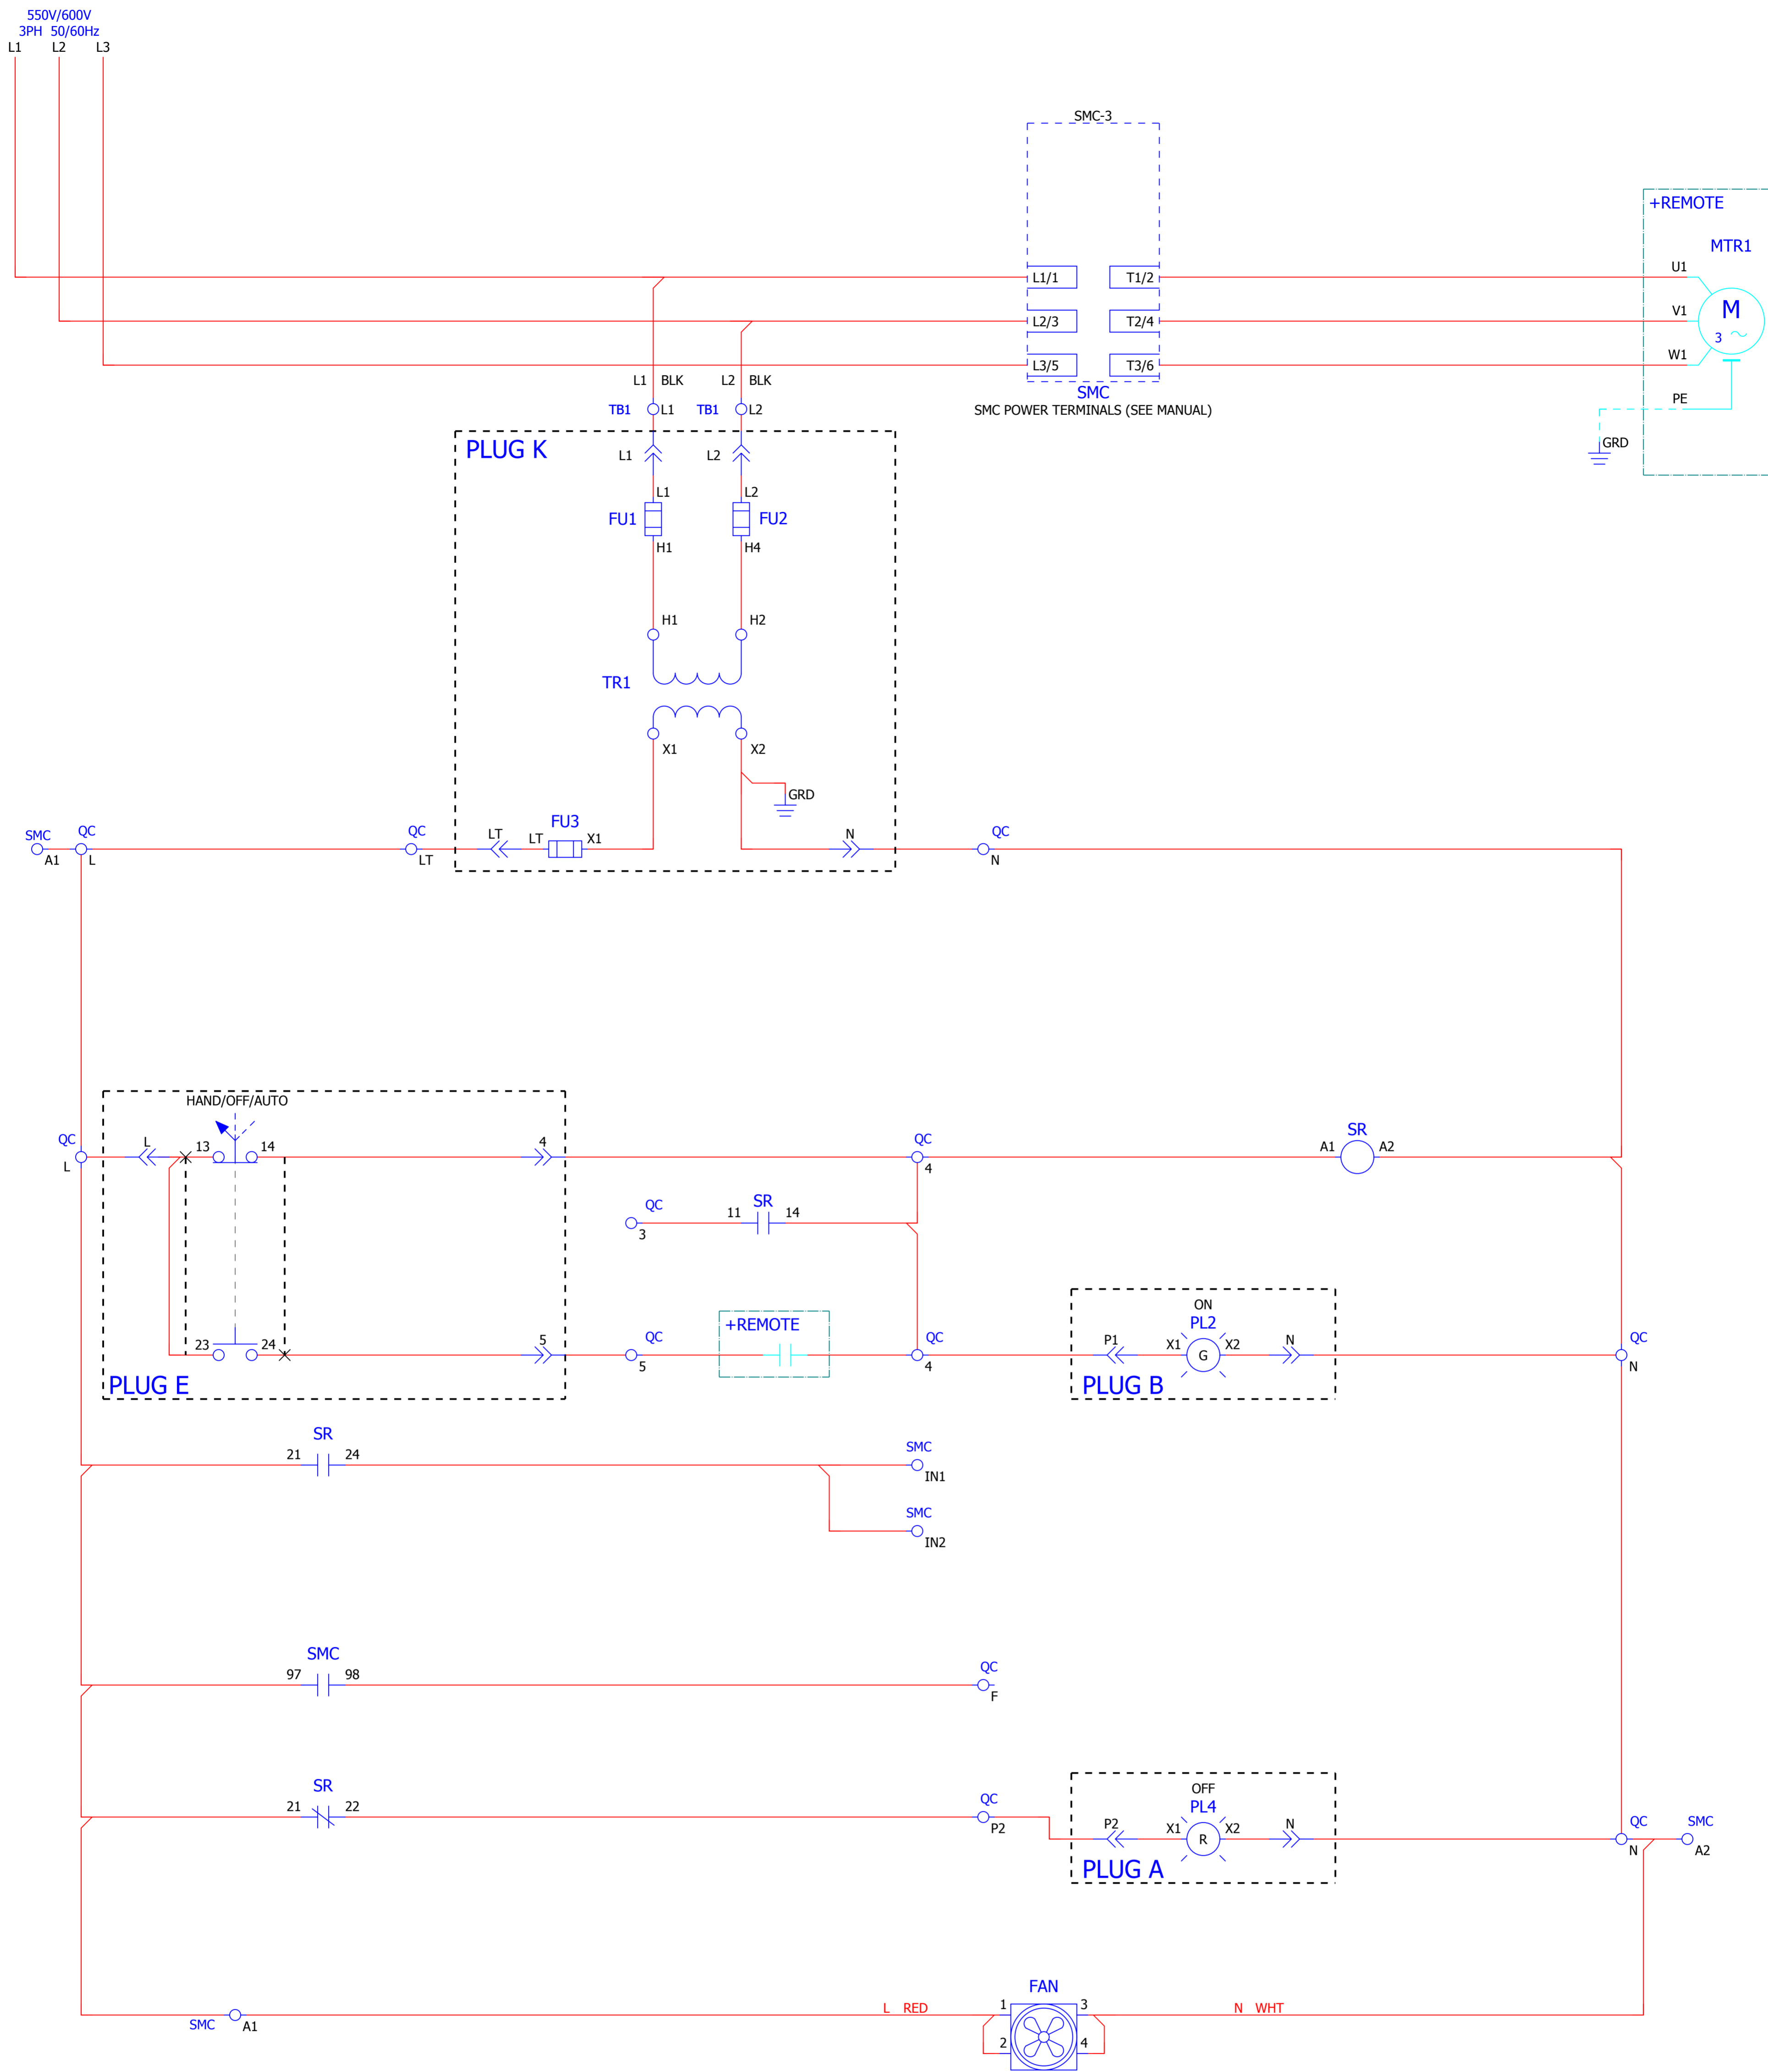 550V/600V
3PH 50/60Hz
L1 L2 L3
SMC-3
+REMOTE
MTR1
L1/1 T1/2 U1
L2/3 T2/4 V1
M
3
L3/5 T3/6 W1
SMC
SMC POWER TERMINALS (SEE MANUAL)
PE
GRD
L1 BLK L2 BLK
TB1 L1 TB1 L2
PLUG K
L1 L2
L1 L2
FU1 FU2
H1 H4
H1 H2
TR1
X1 X2
GRD
SMC QC QC LT FU3 LT X1 N QC
A1 L LT N
HAND/OFF/AUTO
QC L 13 14 4 QC A1 SR A2
L 4
QC 11 SR 14
3
+REMOTE
ON
PL2
23 24 5 QC QC P1 X1 G X2 N QC
5 4 N
PLUG E PLUG B
SR
21 24 SMC
IN1
SMC
IN2
SMC
97 98 QC
F
SR
21 22 QC
P2
OFF
PL4
P2 X1 R X2 N QC SMC
N A2
PLUG A
FAN
L RED 1 3 N WHT
SMC A1
2 4